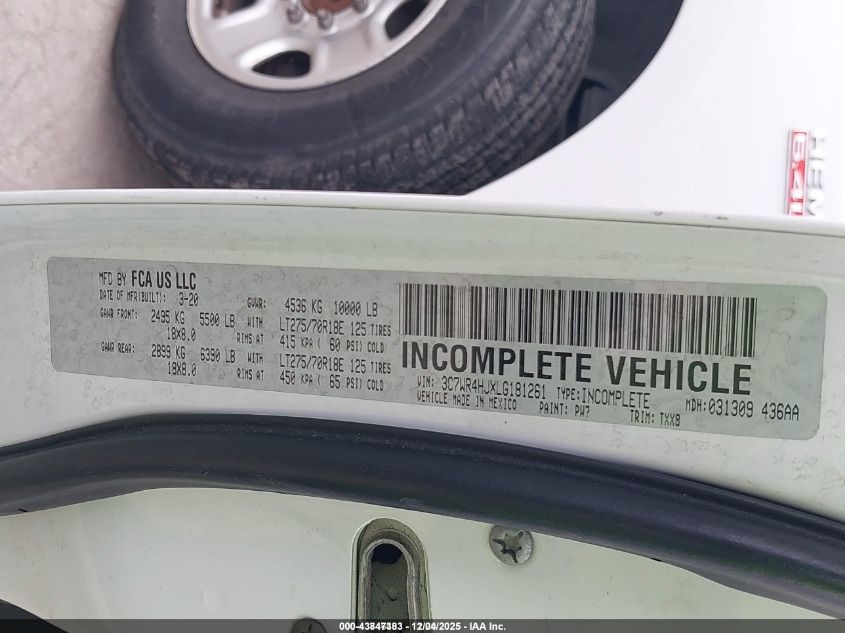 HEM
6.4L
MFD BY FCA US LLC
DATE OF MFR(BUILT): 3-20 GVWR: 4536 KG 10000 LB
GAWR FRONT: 2495 KG 5500 LB WITH LT275/70R18E 125 TIRES
18X8.0 RIMS AT 415 KPA ( 60 PSI) COLD
GAWR REAR: 2899 KG 6390 LB WITH LT275/70R18E 125 TIRES
18X8.0 RIMS AT 450 KPA ( 65 PSI) COLD
INCOMPLETE VEHICLE
VIN: 3C7WR4HJXLG181261 TYPE:INCOMPLETE
VEHICLE MADE IN MEXICO PAINT: PW7 MDH:031309 436AA
TRIM: TXX8
000-43847383 - 12/04/2025 - IAA Inc.